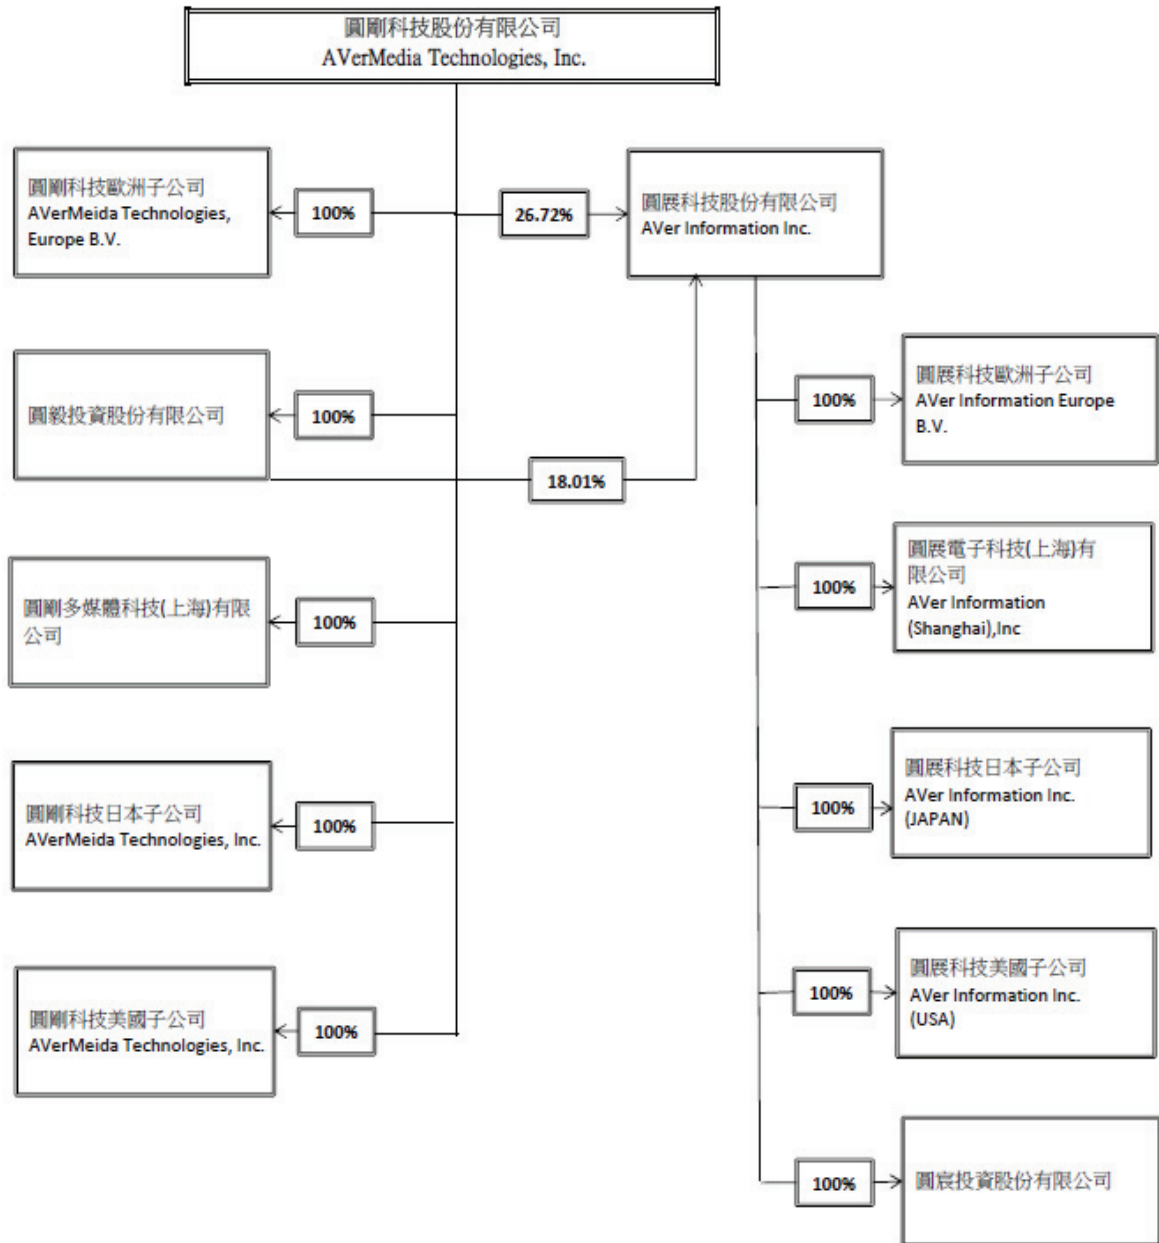 圓剛科技股份有限公司
AVerMedia Technologies, Inc.
圓剛科技歐洲子公司
AVerMeida Technologies,
Europe B.V.
100%
26.72%
圓展科技股份有限公司
AVer Information Inc.
圓毅投資股份有限公司
100%
18.01%
圓剛多媒體科技(上海)有限
公司
100%
圓剛科技日本子公司
AVerMeida Technologies, Inc.
100%
圓剛科技美國子公司
AVerMeida Technologies, Inc.
100%
100%
圓展科技歐洲子公司
AVer Information Europe
B.V.
100%
圓展電子科技(上海)有
限公司
AVer Information
(Shanghai),Inc
100%
圓展科技日本子公司
AVer Information Inc.
(JAPAN)
100%
圓展科技美國子公司
AVer Information Inc.
(USA)
100%
圓宸投資股份有限公司